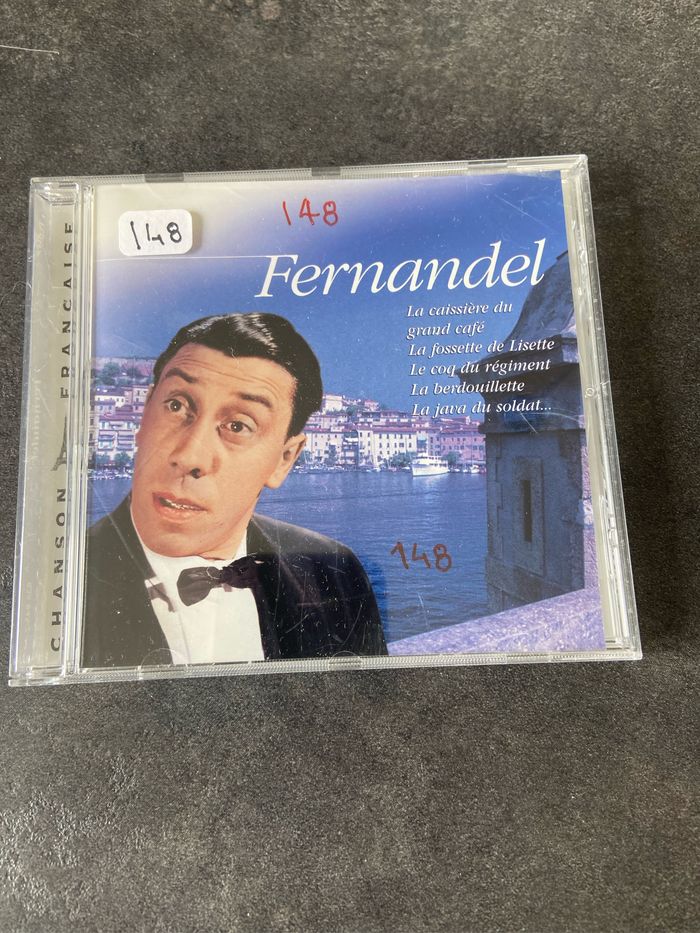 148
148
Fernandel
La caissière du
grand café
La fossette de Lisette
Le coq du régiment
La berdouillette
La java du soldat...
148
CHANSON FRANÇAISE